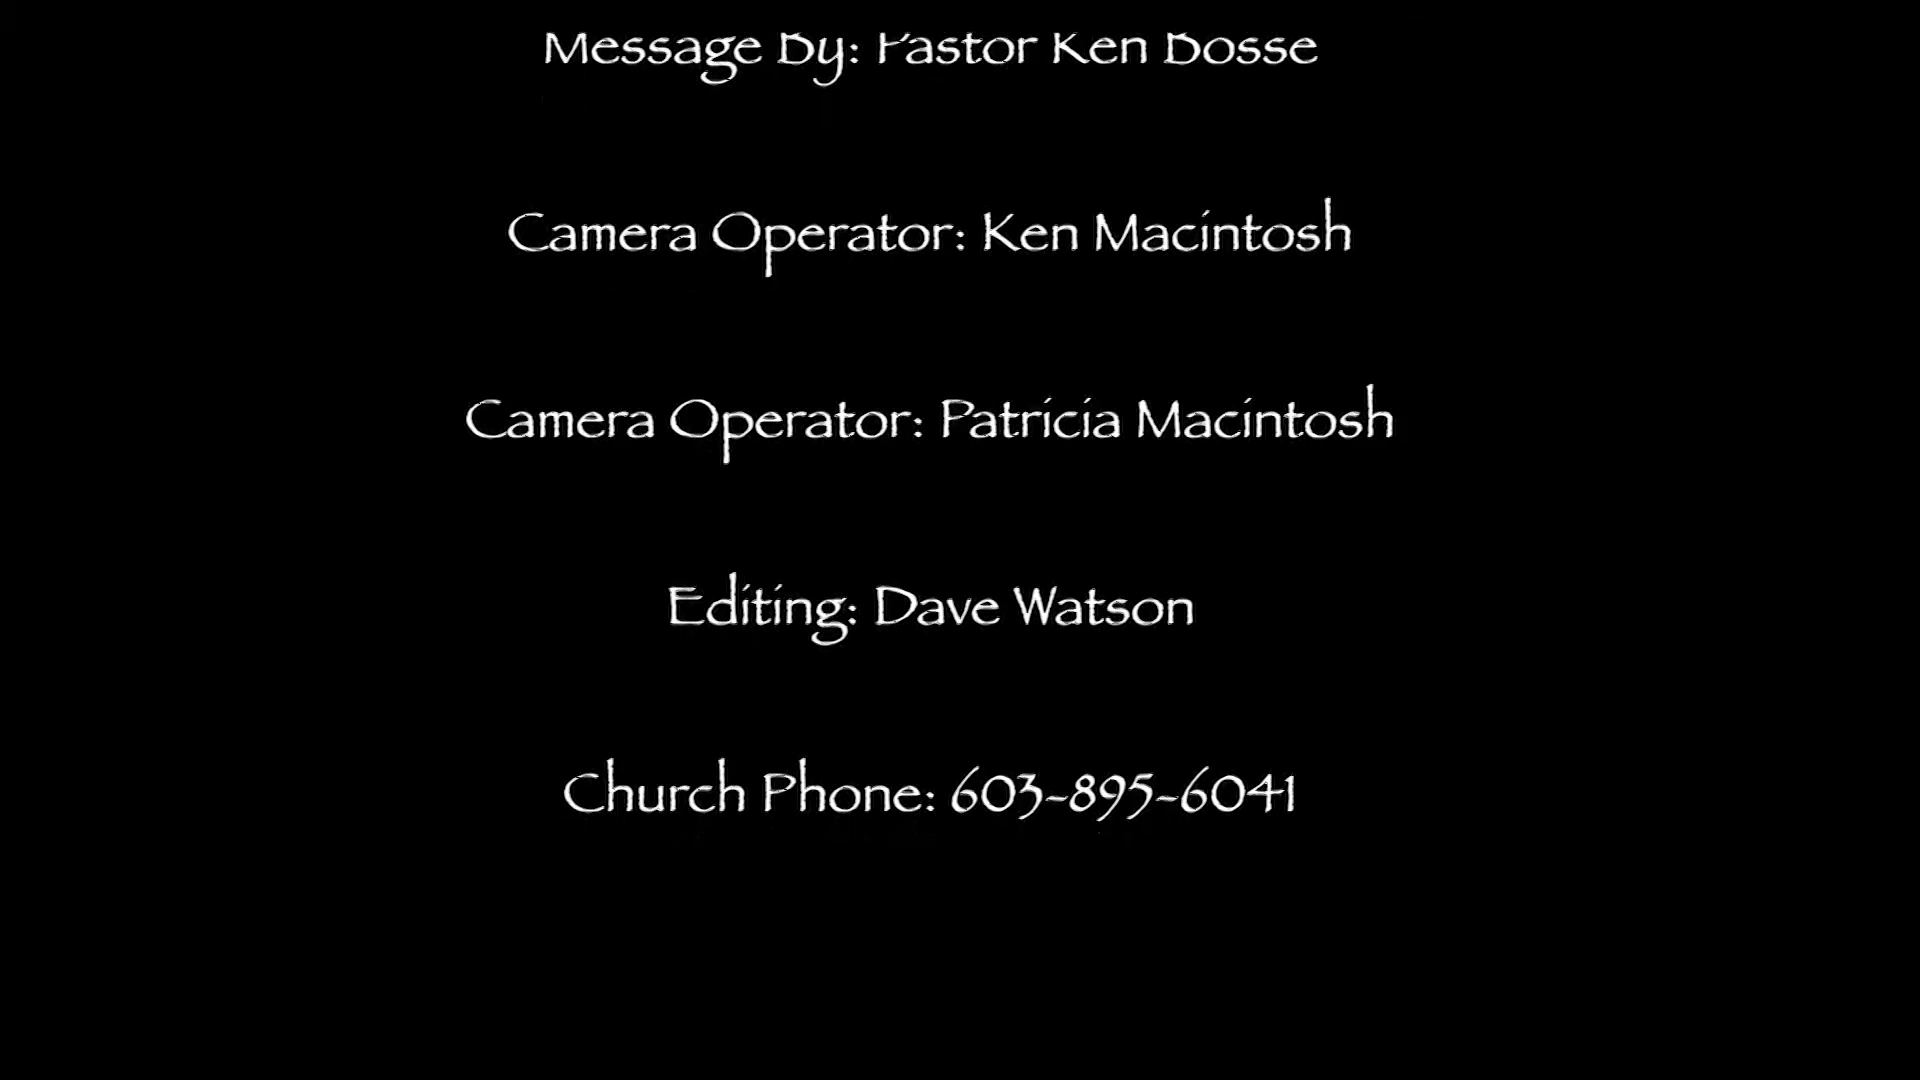 Message By: Pastor Ken Bosse
Camera Operator: Ken Macintosh
Camera Operator: Patricia Macintosh
Editing: Dave Watson
Church Phone: 603-895-6041